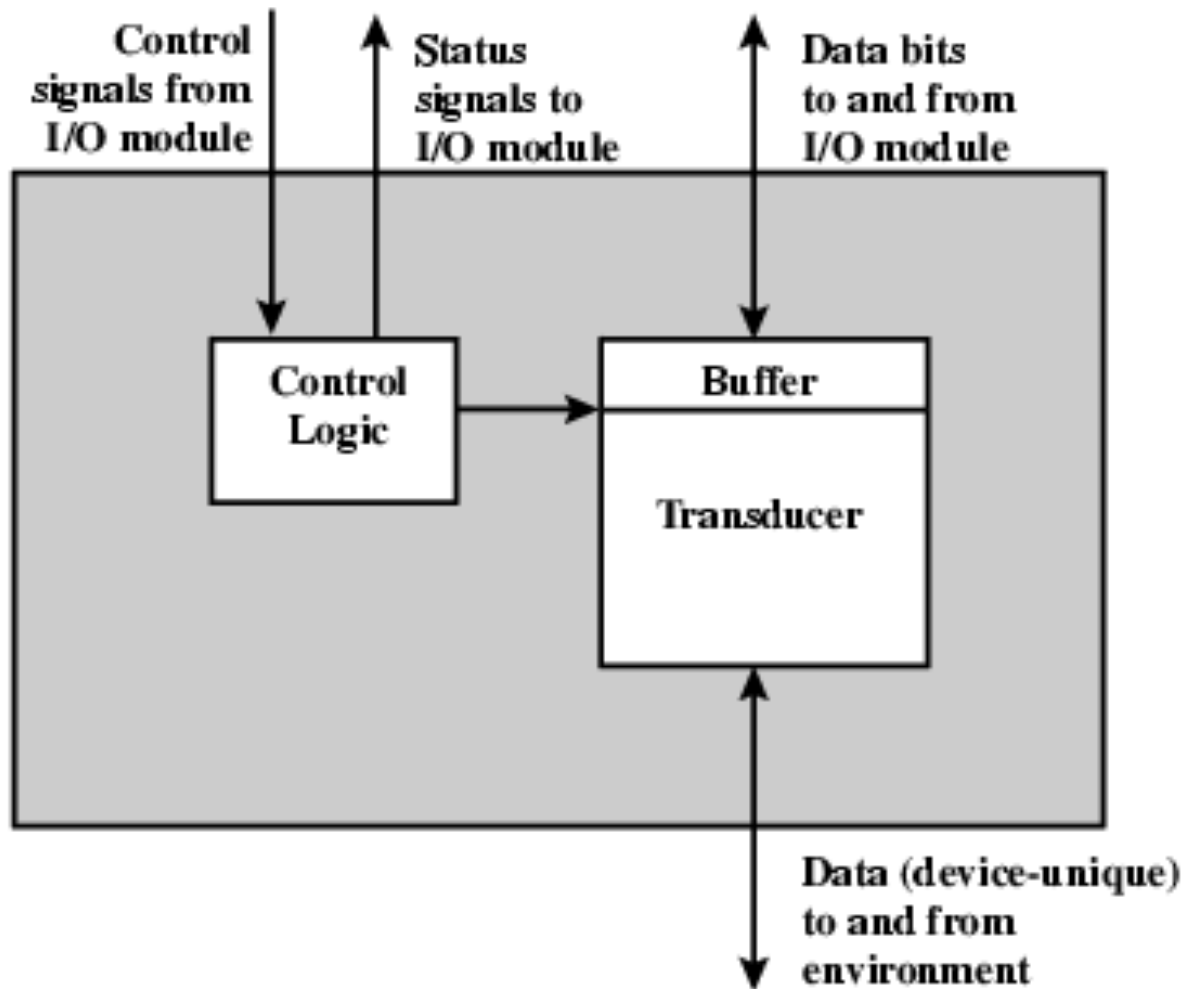 Control
signals from
I/O module
Status
signals to
I/O module
Data bits
to and from
I/O module
Control
Logic
Buffer
Transducer
Data (device-unique)
to and from
environment